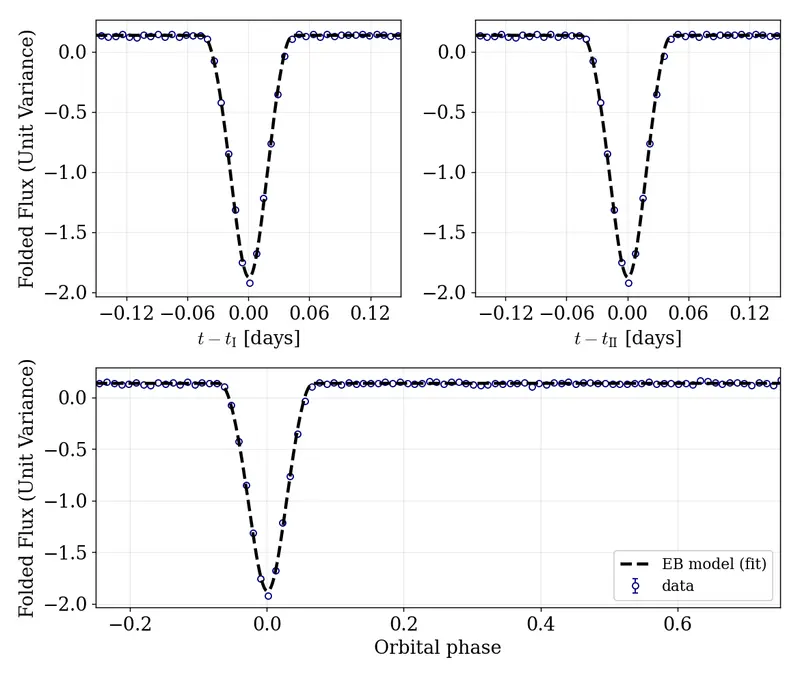 Folded Flux (Unit Variance)
0.0
−0.5
−1.0
−1.5
−2.0
−0.12 −0.06 0.00 0.06 0.12
t − tI [days]
0.0
−0.5
−1.0
−1.5
−2.0
−0.12 −0.06 0.00 0.06 0.12
t − tII [days]
Folded Flux (Unit Variance)
0.0
−0.5
−1.0
−1.5
−2.0
−0.2 0.0 0.2 0.4 0.6
Orbital phase
EB model (fit)
data